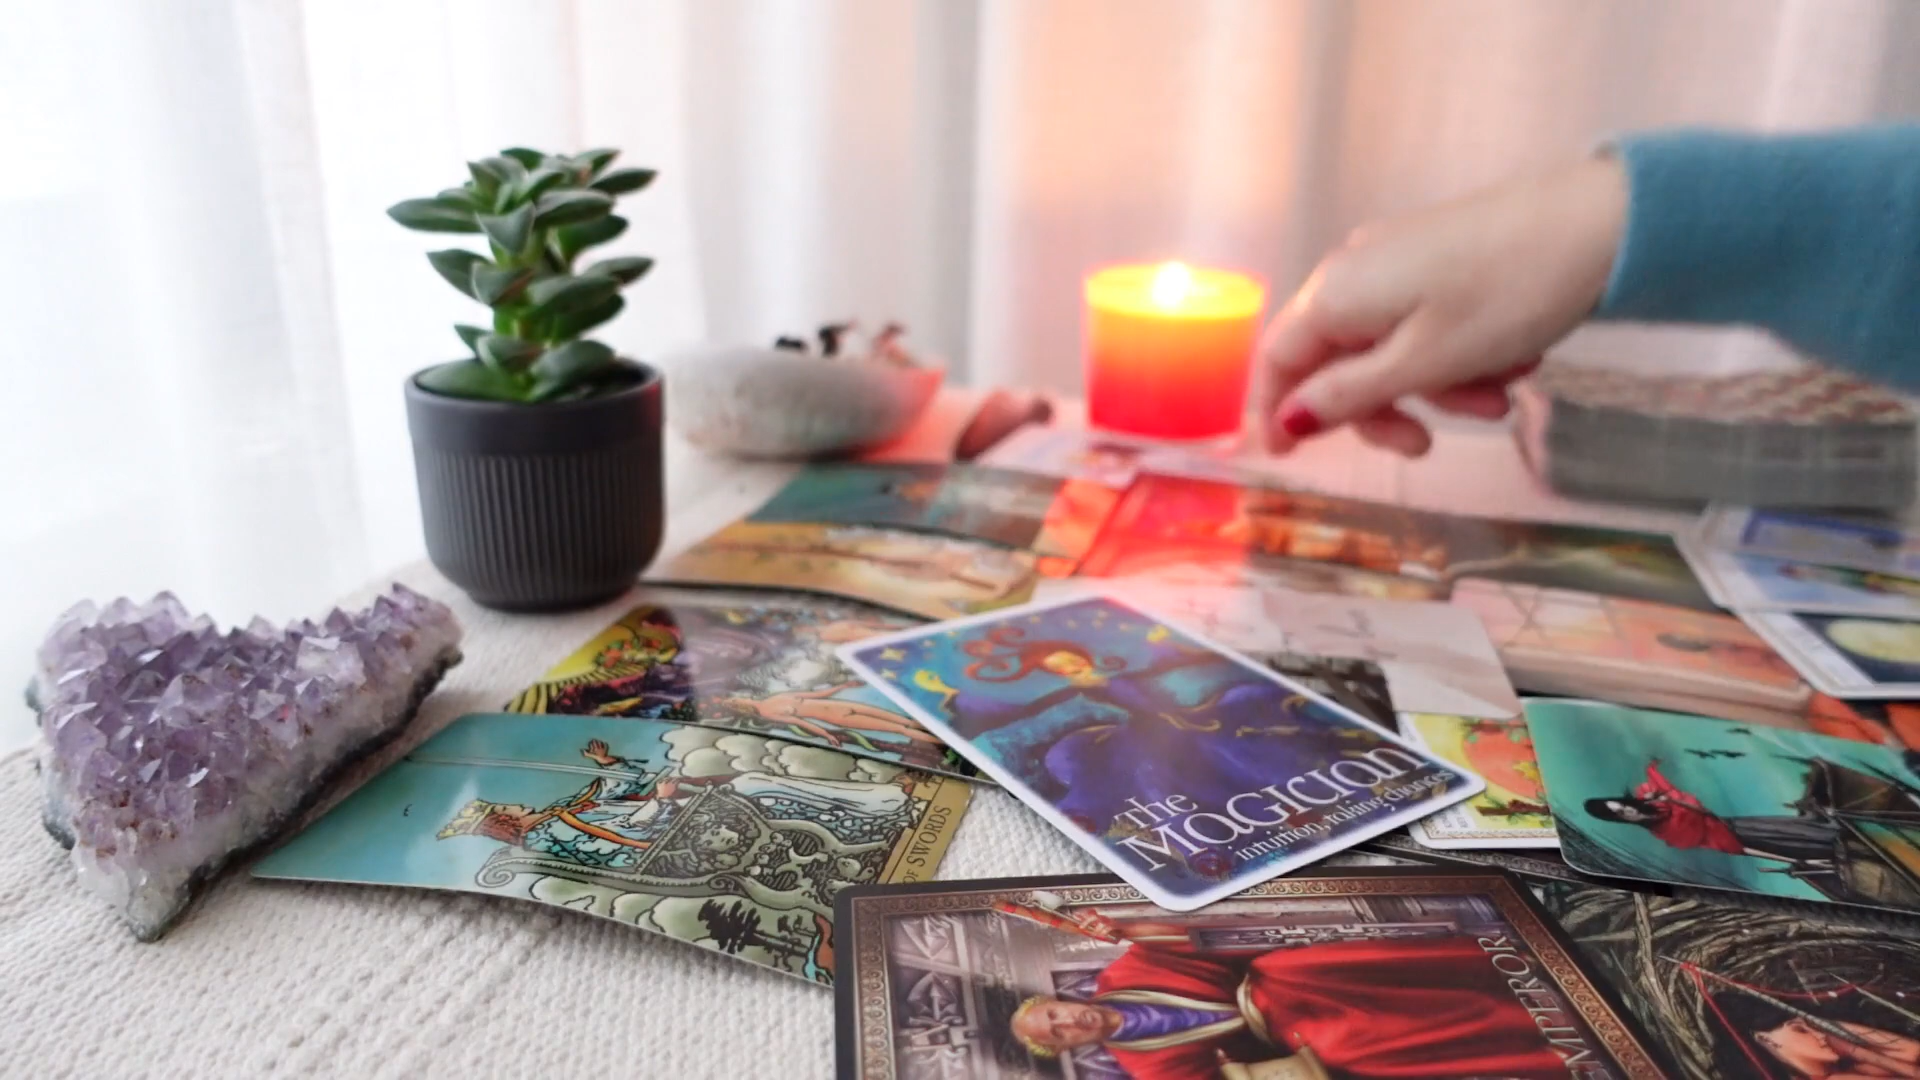 The
Magician
intuition, taking chances
OF SWORDS
EMPEROR